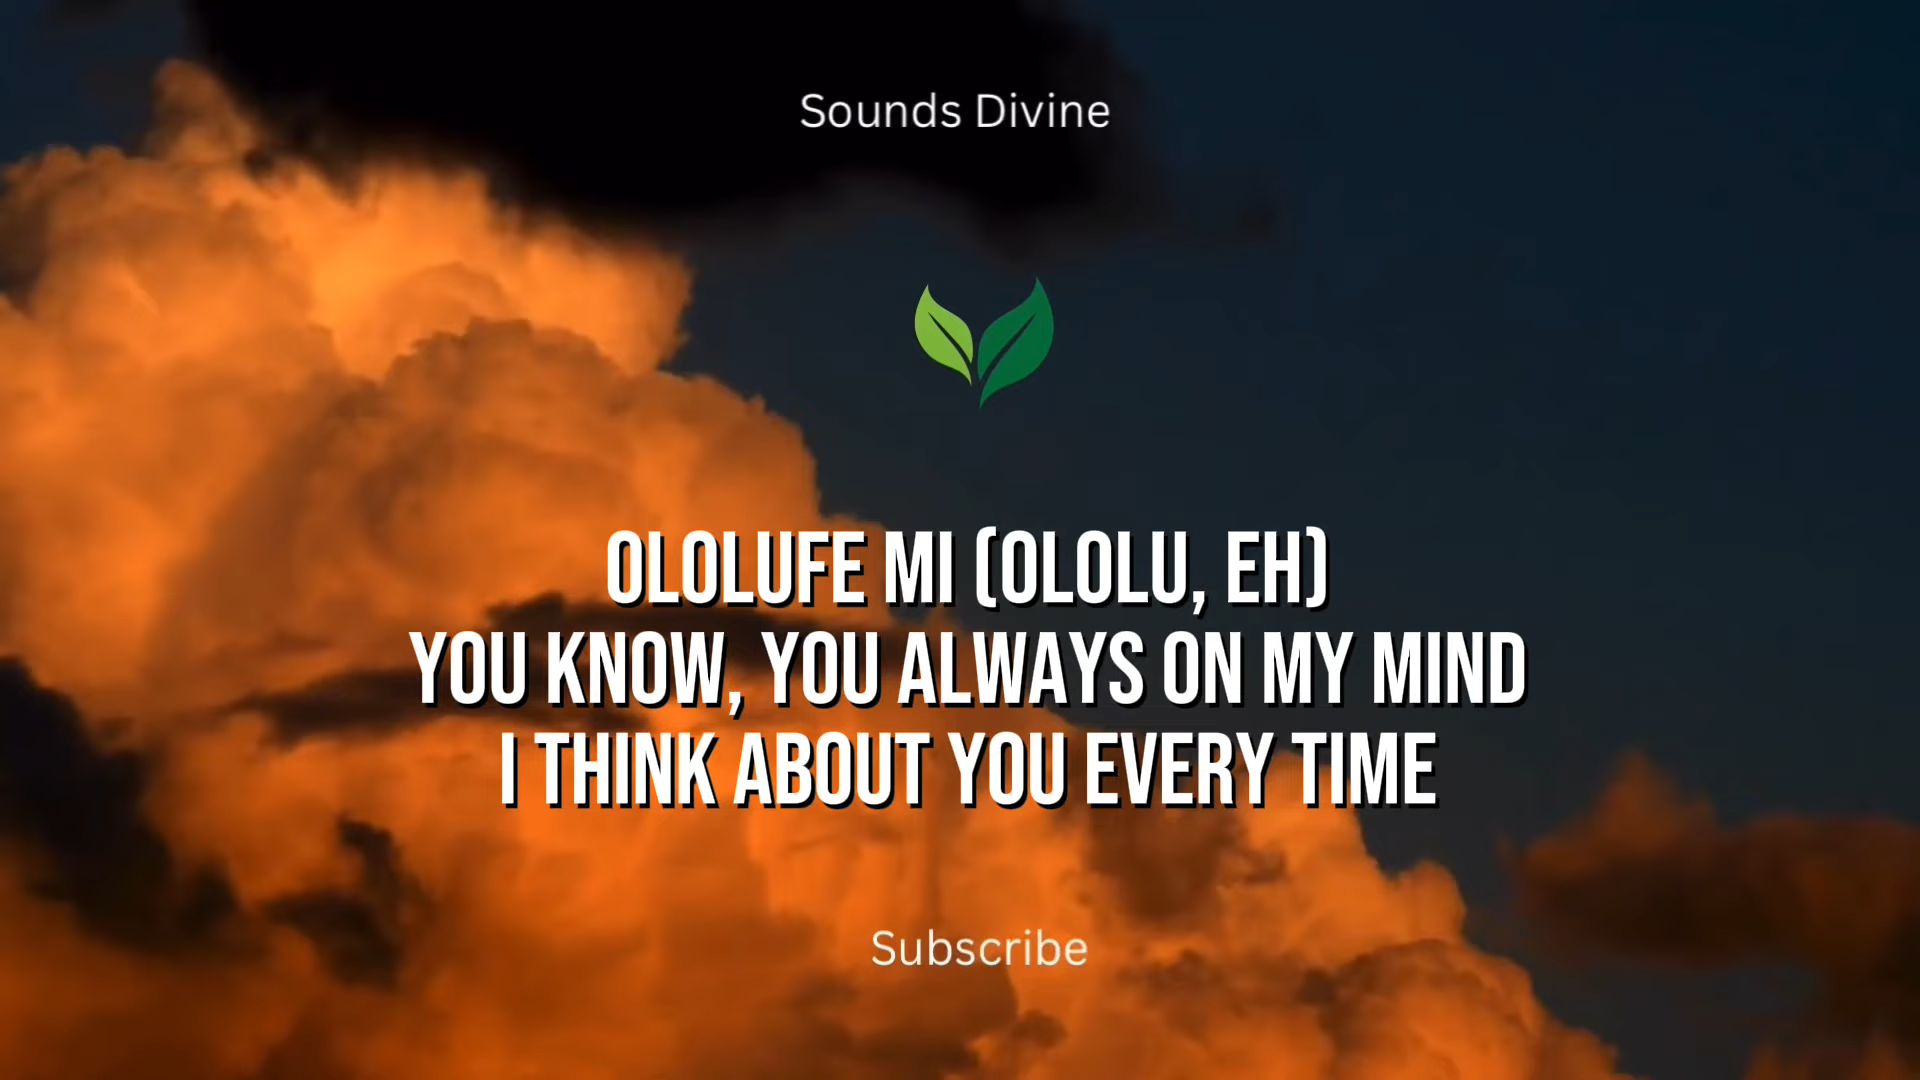 Sounds Divine
OLOLUFE MI (OLOLU, EH)
YOU KNOW, YOU ALWAYS ON MY MIND
I THINK ABOUT YOU EVERY TIME
Subscribe